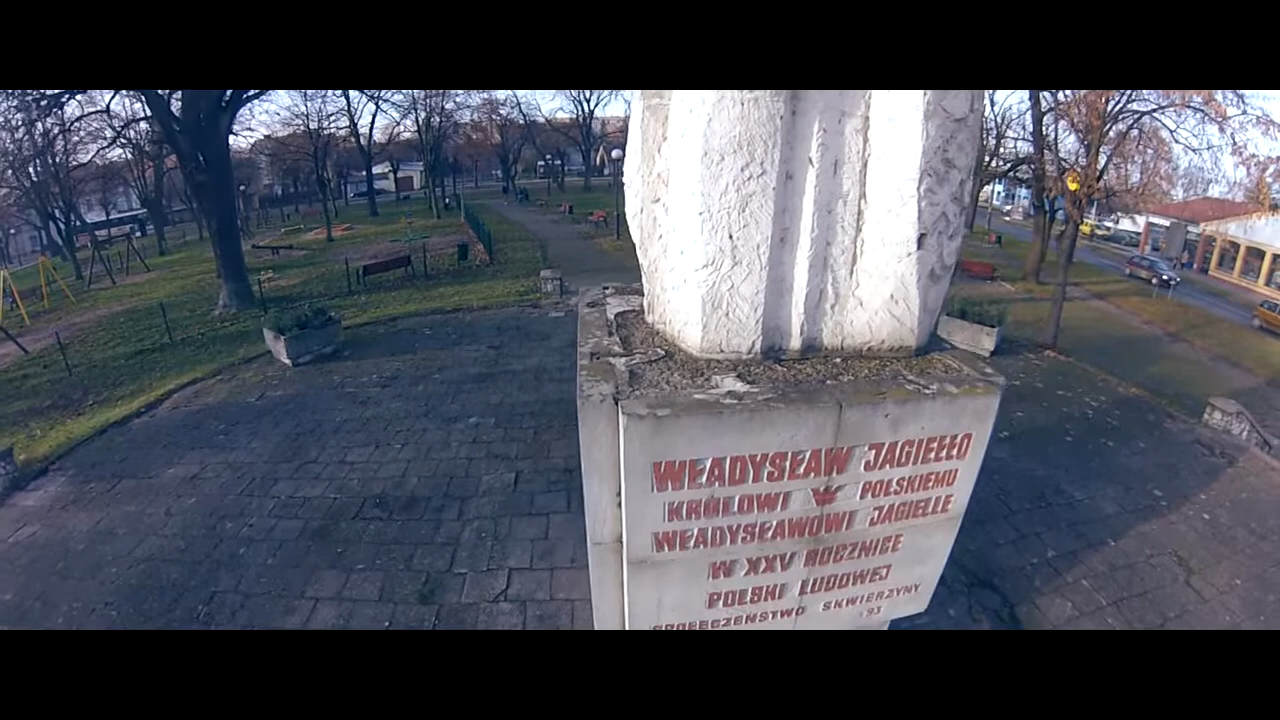 WŁADYSŁAW JAGIEŁŁO
KRÓLOWI POLSKIEMU
WŁADYSŁAWOWI JAGIELLE
W XXV ROCZNICE
POLSKI LUDOWEJ
SPOŁECZEŃSTWO SKWIERZYNY